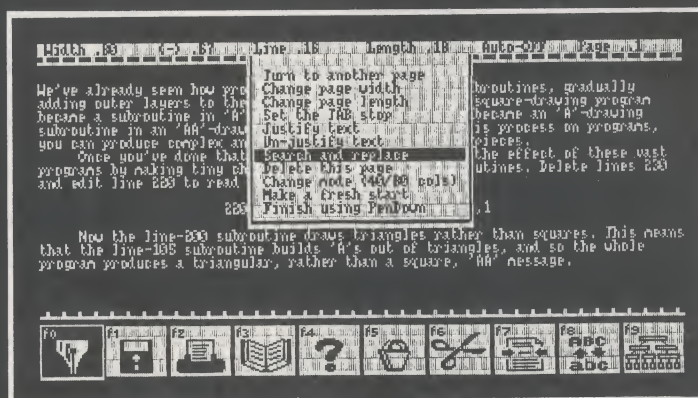 Width .80 (-) .67 Line .18 Length .18 Auto-OFF Page ..1
Turn to another page
Change page width
Change page length
Set the TAB stop
Justify text
Un-justify text
Search and replace
Delete this page
Change mode (40/80 cols)
Make a fresh start
Finish using PenDown
We've already seen how pro broutines, gradually
adding outer layers to the square-drawing program
became a subroutine in 'A' became an 'A'-drawing
subroutine in an 'AA'-draw is process on programs,
you can produce complex an pieces.
Once you've done that the effect of these vast
programs by making tiny ch utines. Delete lines 230
and edit line 220 to read
220 ,1
Now the line-200 subroutine draws triangles rather than squares. This means
that the line-105 subroutine builds 'A's out of triangles, and so the whole
program produces a triangular, rather than a square, 'AA' message.
f0 f1 f2 f3 f4 f5 f6 f7 f8 f9
?
ABC
abc